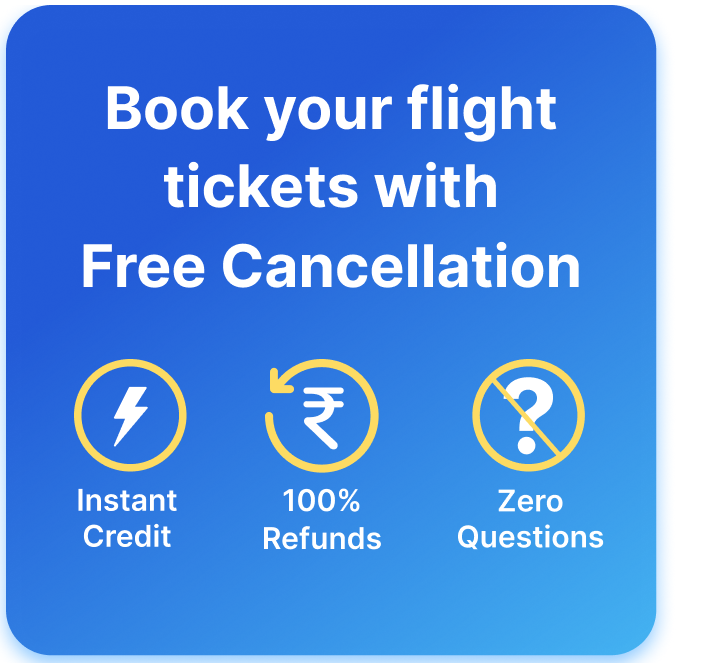 Book your flight
tickets with
Free Cancellation
₹
?
Instant
Credit
100%
Refunds
Zero
Questions